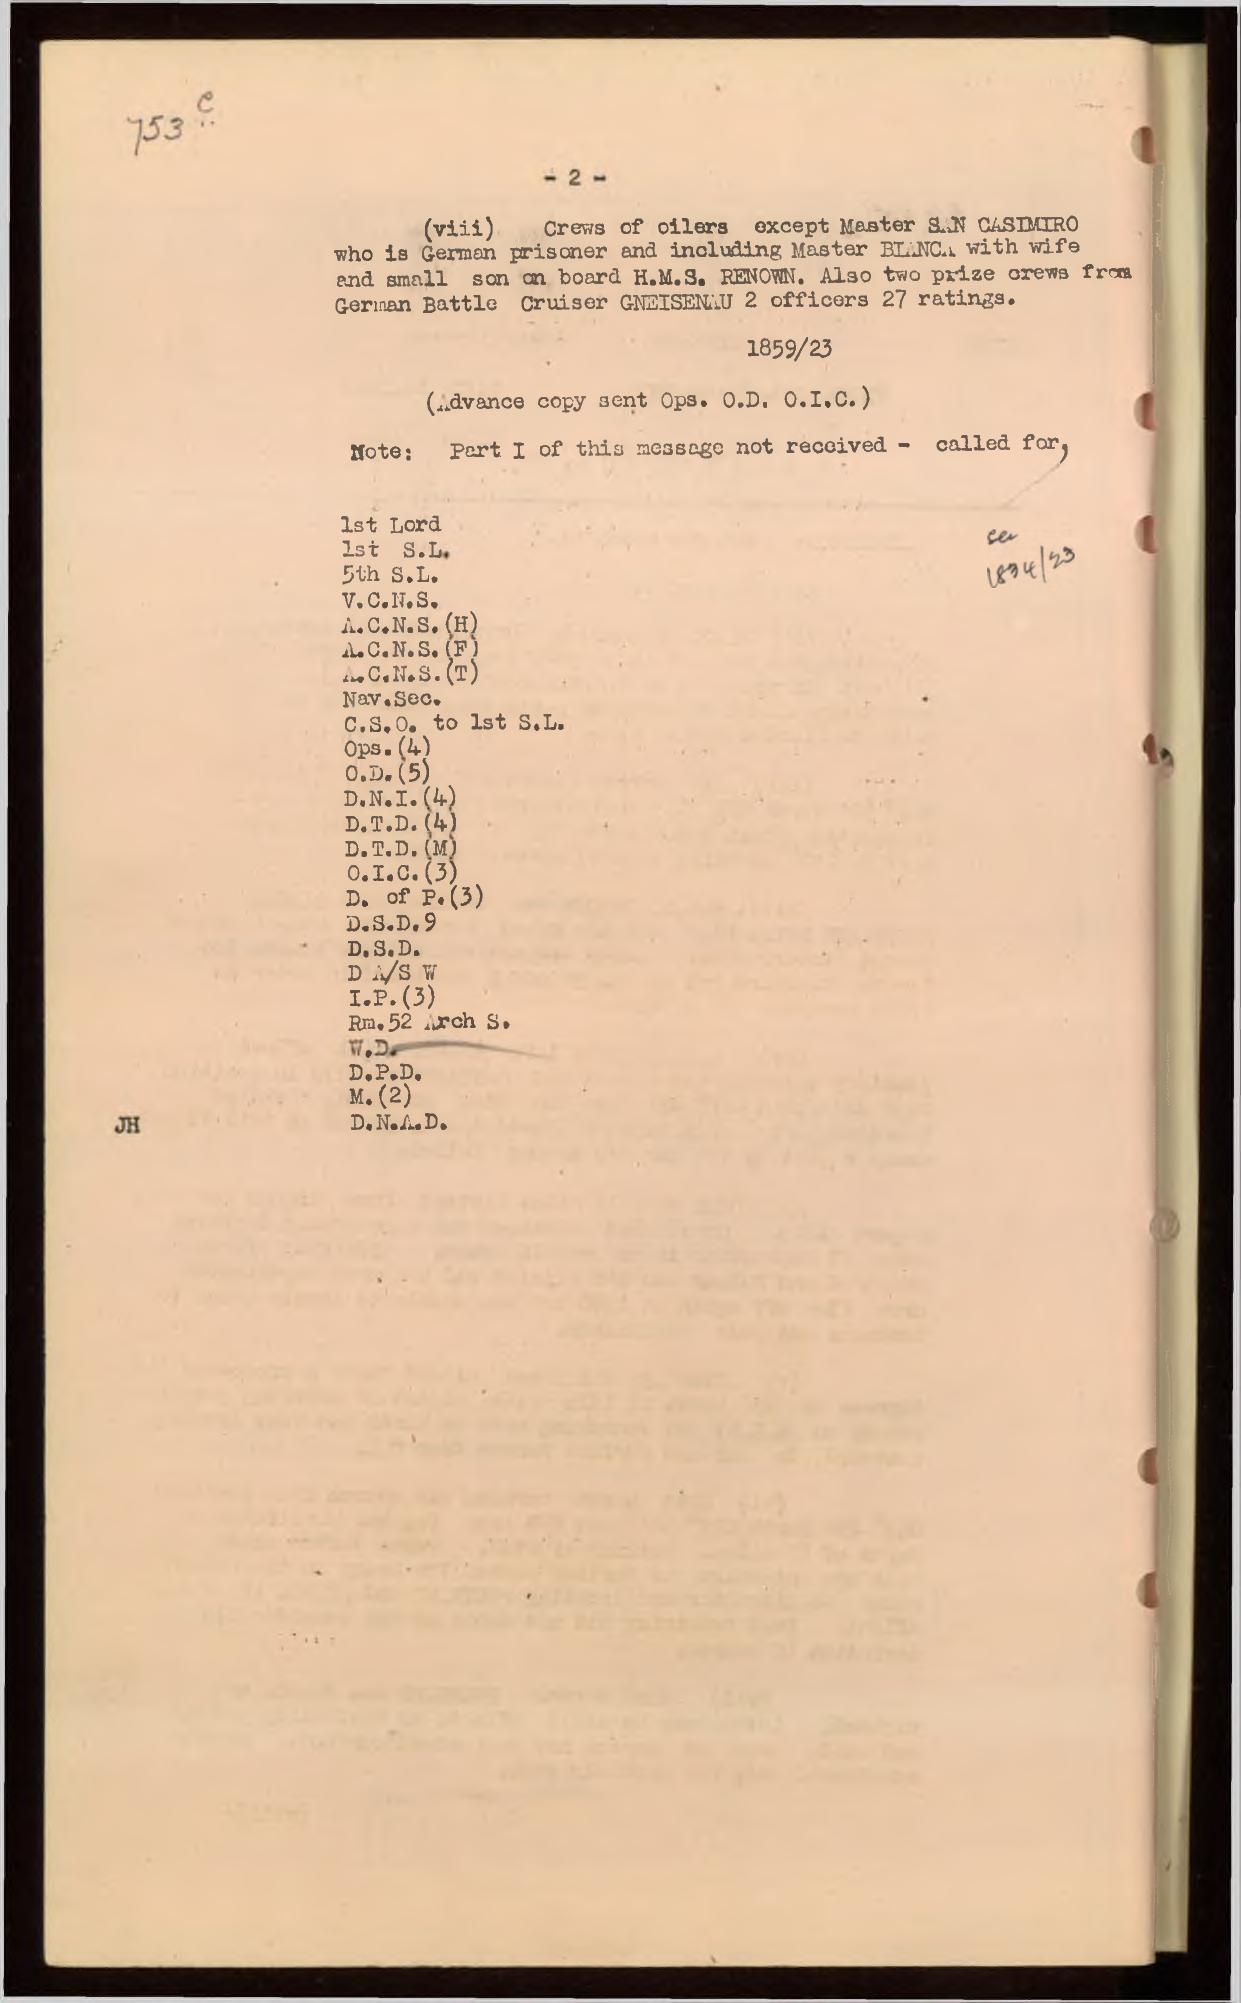 753 c
- 2 -
(viii) Crews of oilers except Master SAN CASIMIRO
who is German prisoner and including Master BIANCA with wife
and small son on board H.M.S. RENOWN. Also two prize crews from
German Battle Cruiser GNEISENAU 2 officers 27 ratings.
1859/23
(Advance copy sent Ops. O.D. O.I.C.)
Note: Part I of this message not received - called for,
see
1834/23
1st Lord
1st S.L.
5th S.L.
V.C.N.S.
A.C.N.S.(H)
A.C.N.S.(F)
A.C.N.S.(T)
Nav.Sec.
C.S.O. to 1st S.L.
Ops.(4)
O.D.(5)
D.N.I.(4)
D.T.D.(4)
D.T.D.(M)
O.I.C.(3)
D. of P.(3)
D.S.D.9
D.S.D.
D A/S W
I.P.(3)
Rm.52 Arch S.
W.D.
D.P.D.
M.(2)
JH D.N.A.D.